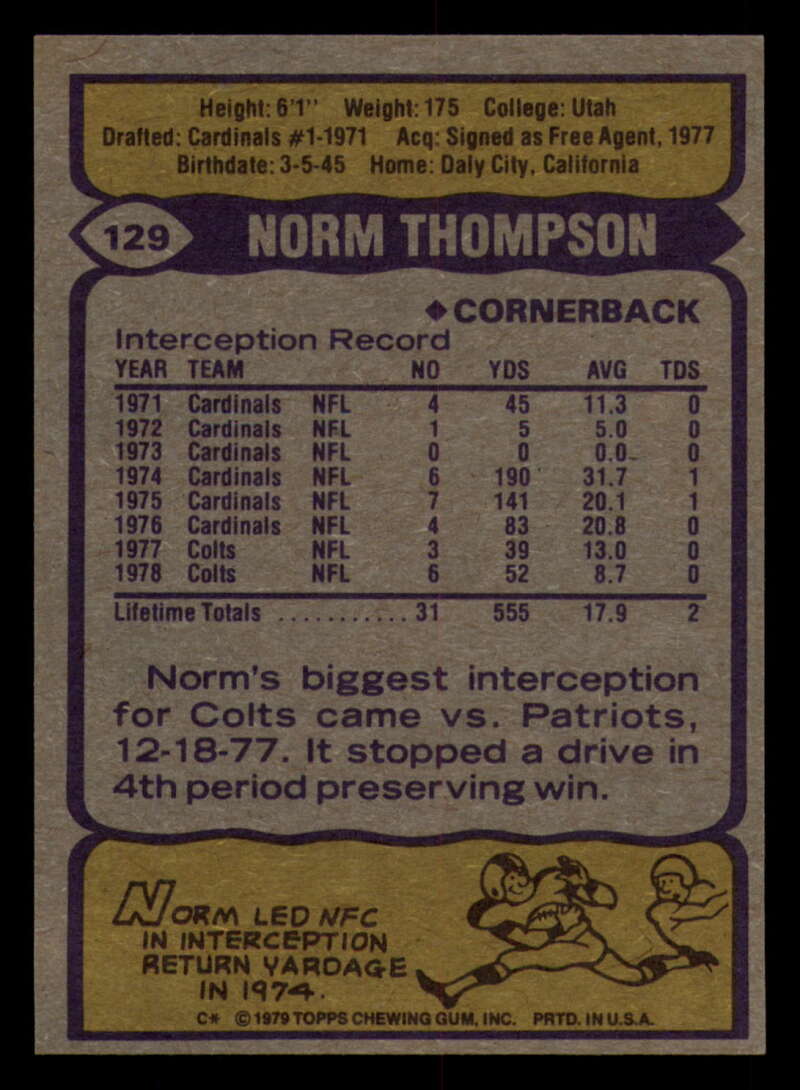 Height: 6'1" Weight: 175 College: Utah
Drafted: Cardinals #1-1971 Acq: Signed as Free Agent, 1977
Birthdate: 3-5-45 Home: Daly City, California
129 NORM THOMPSON
CORNERBACK
Interception Record
YEAR TEAM NO YDS AVG TDS
1971 Cardinals NFL 4 45 11.3 0
1972 Cardinals NFL 1 5 5.0 0
1973 Cardinals NFL 0 0 0.0 0
1974 Cardinals NFL 6 190 31.7 1
1975 Cardinals NFL 7 141 20.1 1
1976 Cardinals NFL 4 83 20.8 0
1977 Colts NFL 3 39 13.0 0
1978 Colts NFL 6 52 8.7 0
Lifetime Totals ........... 31 555 17.9 2
Norm's biggest interception
for Colts came vs. Patriots,
12-18-77. It stopped a drive in
4th period preserving win.
NORM LED NFC
IN INTERCEPTION
RETURN YARDAGE
IN 1974.
C* © 1979 TOPPS CHEWING GUM, INC. PRTD. IN U.S.A.